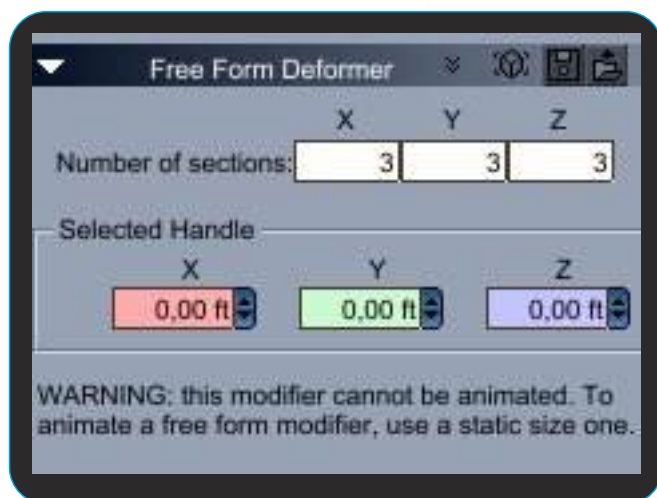 Free Form Deformer
X Y Z
Number of sections: 3 3 3
Selected Handle
X Y Z
0,00 ft 0,00 ft 0,00 ft
WARNING: this modifier cannot be animated. To
animate a free form modifier, use a static size one.